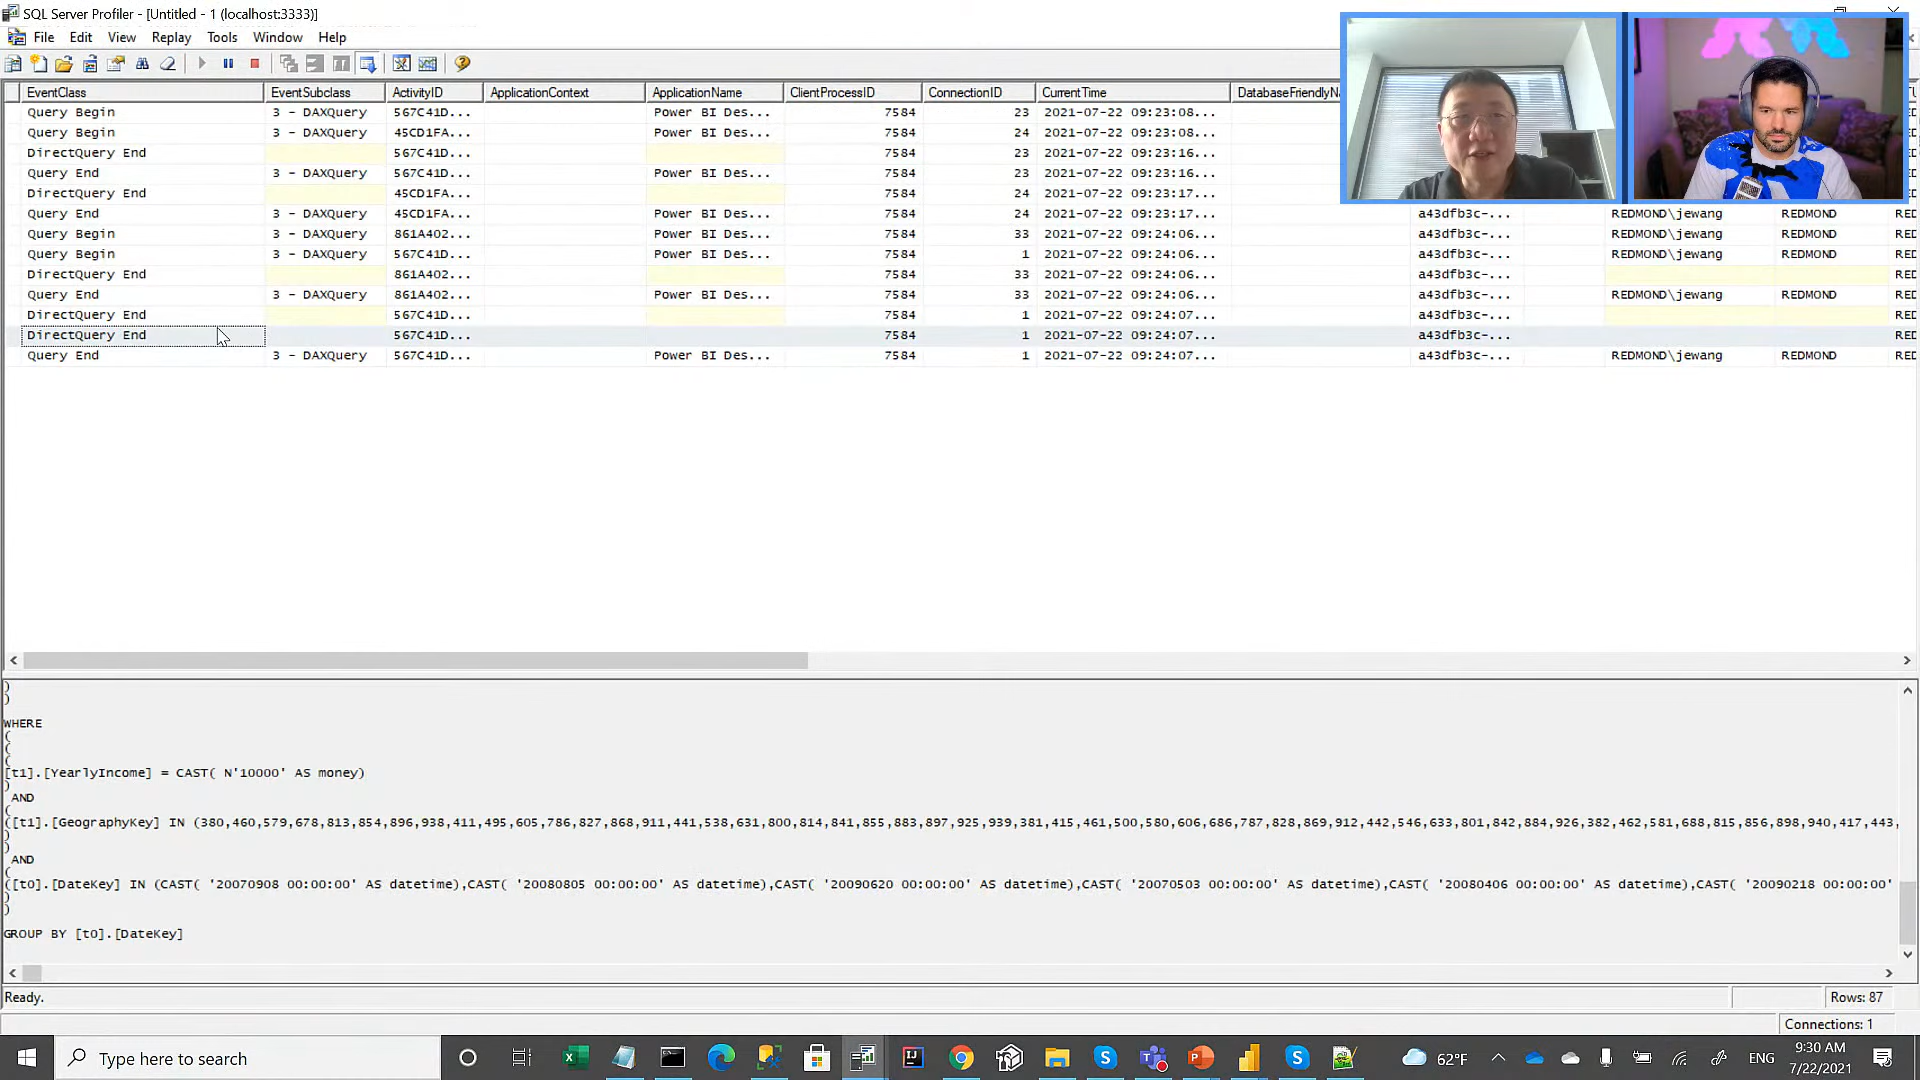 SQL Server Profiler - [Untitled - 1 (localhost:3333)]
File Edit View Replay Tools Window Help
EventClass EventSubclass ActivityID ApplicationContext ApplicationName ClientProcessID ConnectionID CurrentTime DatabaseFriendlyNa
Query Begin 3 - DAXQuery 567C41D... Power BI Des... 7584 23 2021-07-22 09:23:08...
Query Begin 3 - DAXQuery 45CD1FA... Power BI Des... 7584 24 2021-07-22 09:23:08...
DirectQuery End 567C41D... 7584 23 2021-07-22 09:23:16...
Query End 3 - DAXQuery 567C41D... Power BI Des... 7584 23 2021-07-22 09:23:16...
DirectQuery End 45CD1FA... 7584 24 2021-07-22 09:23:17...
Query End 3 - DAXQuery 45CD1FA... Power BI Des... 7584 24 2021-07-22 09:23:17... a43dfb3c-... REDMOND\jewang REDMOND RED
Query Begin 3 - DAXQuery 861A402... Power BI Des... 7584 33 2021-07-22 09:24:06... a43dfb3c-... REDMOND\jewang REDMOND RED
Query Begin 3 - DAXQuery 567C41D... Power BI Des... 7584 1 2021-07-22 09:24:06... a43dfb3c-... REDMOND\jewang REDMOND RED
DirectQuery End 861A402... 7584 33 2021-07-22 09:24:06... a43dfb3c-... RED
Query End 3 - DAXQuery 861A402... Power BI Des... 7584 33 2021-07-22 09:24:06... a43dfb3c-... REDMOND\jewang REDMOND RED
DirectQuery End 567C41D... 7584 1 2021-07-22 09:24:07... a43dfb3c-... RED
DirectQuery End 567C41D... 7584 1 2021-07-22 09:24:07... a43dfb3c-... RED
Query End 3 - DAXQuery 567C41D... Power BI Des... 7584 1 2021-07-22 09:24:07... a43dfb3c-... REDMOND\jewang REDMOND RED
)
)
WHERE
(
(
(
[t1].[YearlyIncome] = CAST( N'10000' AS money)
)
AND
(
([t1].[GeographyKey] IN (380,460,579,678,813,854,896,938,411,495,605,786,827,868,911,441,538,631,800,814,841,855,883,897,925,939,381,415,461,500,580,606,686,787,828,869,912,442,546,633,801,842,884,926,382,462,581,688,815,856,898,940,417,443,
)
)
AND
(
([t0].[DateKey] IN (CAST( '20070908 00:00:00' AS datetime),CAST( '20080805 00:00:00' AS datetime),CAST( '20090620 00:00:00' AS datetime),CAST( '20070503 00:00:00' AS datetime),CAST( '20080406 00:00:00' AS datetime),CAST( '20090218 00:00:00'
)
)
GROUP BY [t0].[DateKey]
Ready.
Rows: 87
Connections: 1
Type here to search
62°F
ENG
9:30 AM
7/22/2021